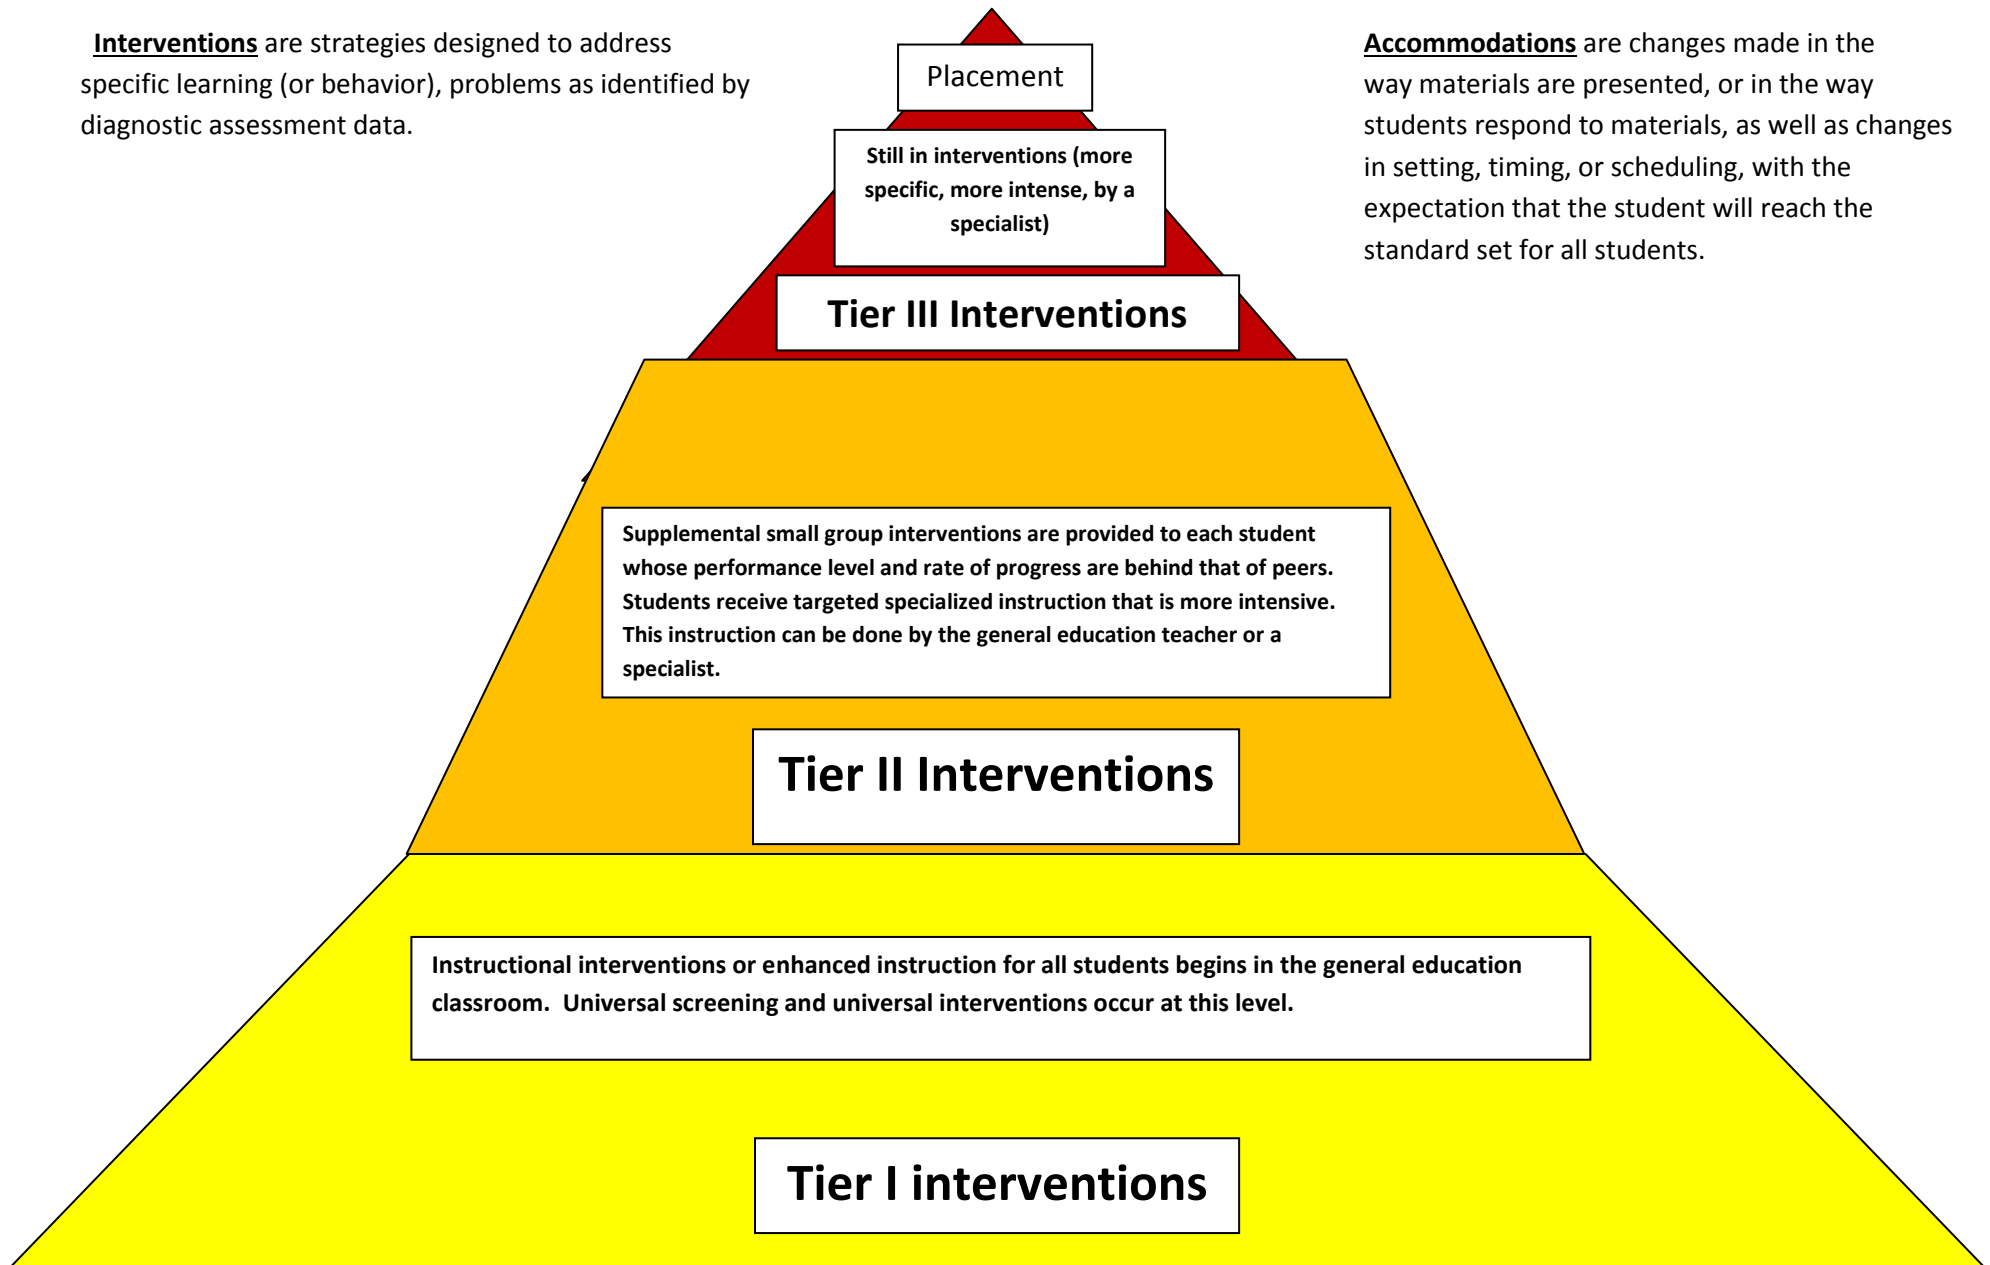 Interventions are strategies designed to address
specific learning (or behavior), problems as identified by
diagnostic assessment data.
Accommodations are changes made in the
way materials are presented, or in the way
students respond to materials, as well as changes
in setting, timing, or scheduling, with the
expectation that the student will reach the
standard set for all students.
Placement
Still in interventions (more
specific, more intense, by a
specialist)
Tier III Interventions
Supplemental small group interventions are provided to each student
whose performance level and rate of progress are behind that of peers.
Students receive targeted specialized instruction that is more intensive.
This instruction can be done by the general education teacher or a
specialist.
Tier II Interventions
Instructional interventions or enhanced instruction for all students begins in the general education
classroom.  Universal screening and universal interventions occur at this level.
Tier I interventions